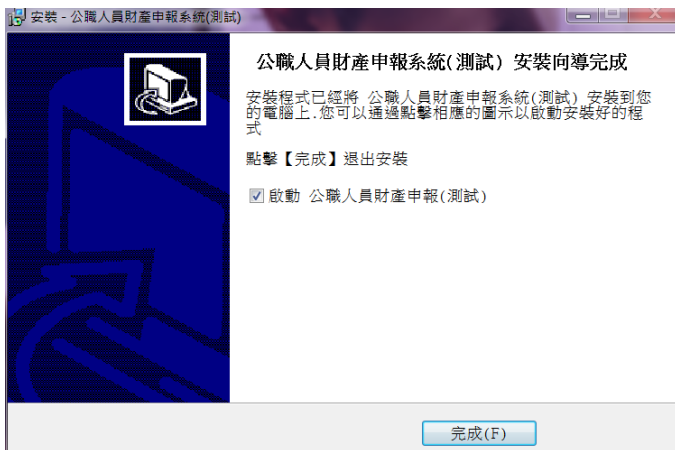 安裝 - 公職人員財產申報系統(測試)
公職人員財產申報系統(測試) 安裝向導完成
安裝程式已經將 公職人員財產申報系統(測試) 安裝到您
的電腦上.您可以通過點擊相應的圖示以啟動安裝好的程
式
點擊【完成】退出安裝
啟動 公職人員財產申報(測試)
完成(F)